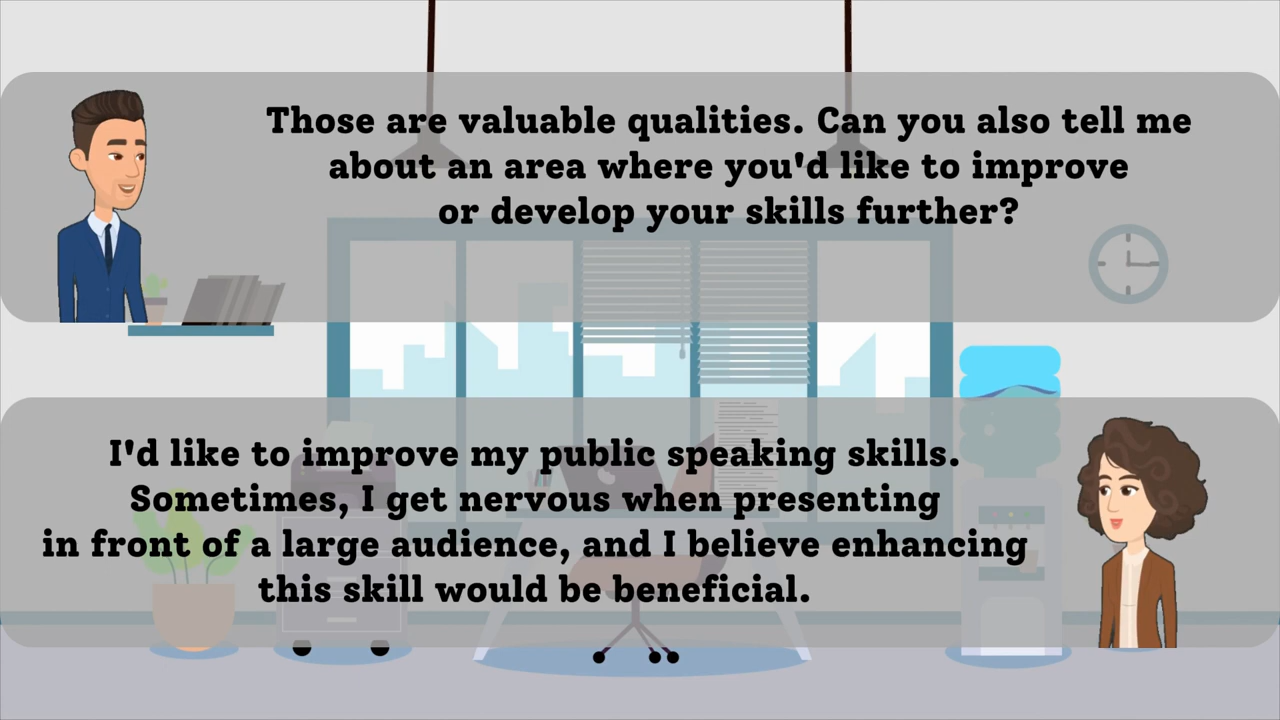 Those are valuable qualities. Can you also tell me
about an area where you'd like to improve
or develop your skills further?
I'd like to improve my public speaking skills.
Sometimes, I get nervous when presenting
in front of a large audience, and I believe enhancing
this skill would be beneficial.